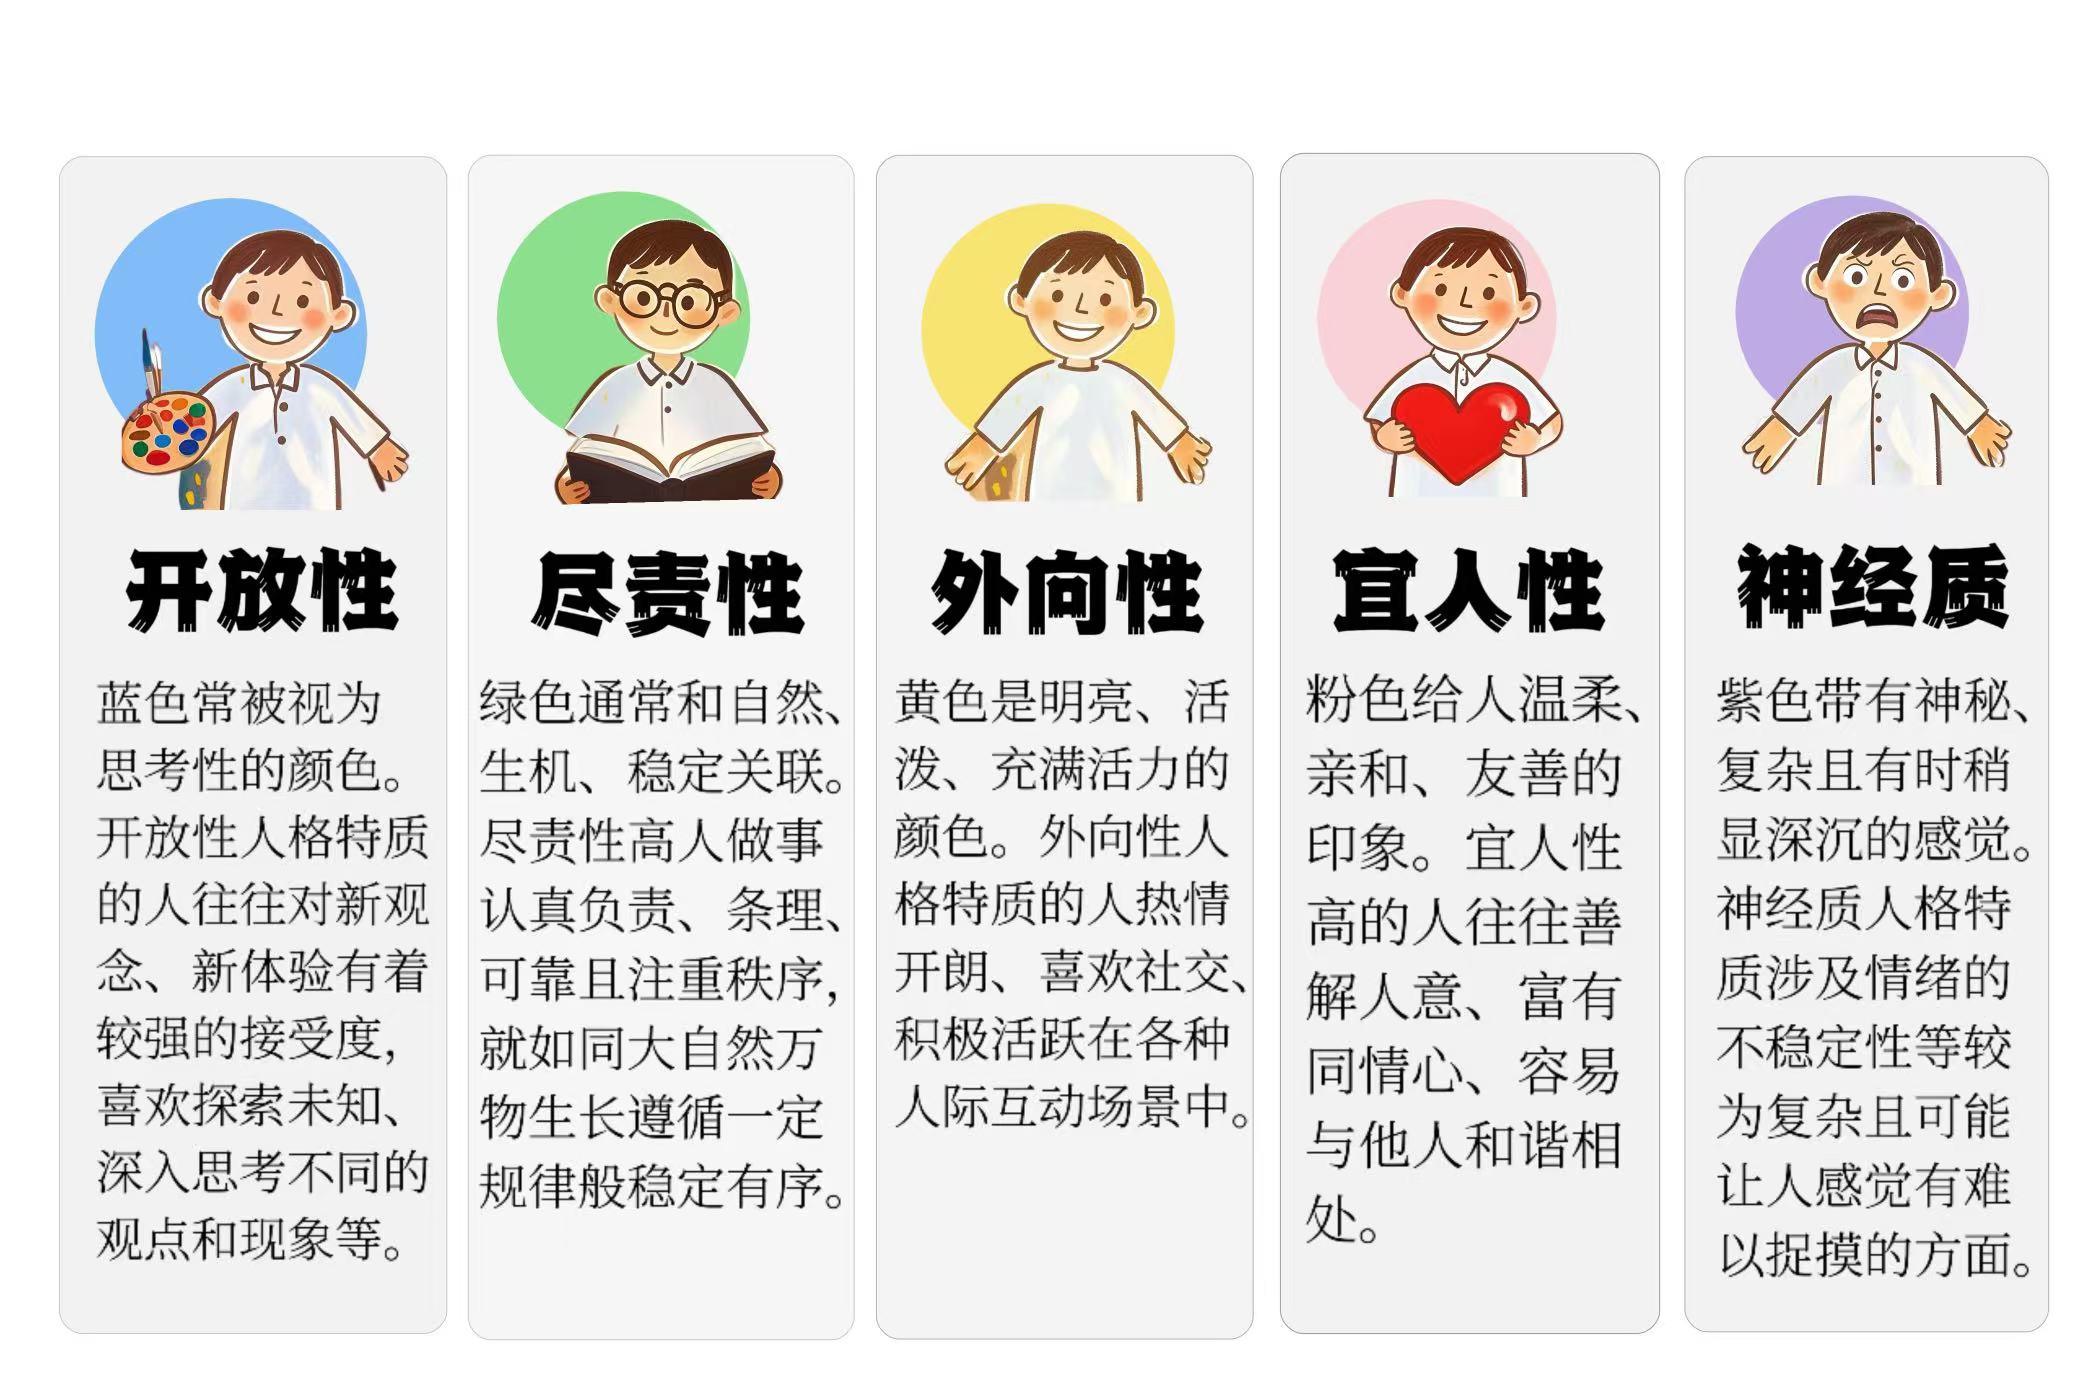 开放性
蓝色常被视为
思考性的颜色。
开放性人格特质
的人往往对新观
念、新体验有着
较强的接受度，
喜欢探索未知、
深入思考不同的
观点和现象等。
尽责性
绿色通常和自然、
生机、稳定关联。
尽责性高人做事
认真负责、条理、
可靠且注重秩序，
就如同大自然万
物生长遵循一定
规律般稳定有序。
外向性
黄色是明亮、活
泼、充满活力的
颜色。外向性人
格特质的人热情
开朗、喜欢社交、
积极活跃在各种
人际互动场景中。
宜人性
粉色给人温柔、
亲和、友善的
印象。宜人性
高的人往往善
解人意、富有
同情心、容易
与他人和谐相
处。
神经质
紫色带有神秘、
复杂且有时稍
显深沉的感觉。
神经质人格特
质涉及情绪的
不稳定性等较
为复杂且可能
让人感觉有难
以捉摸的方面。